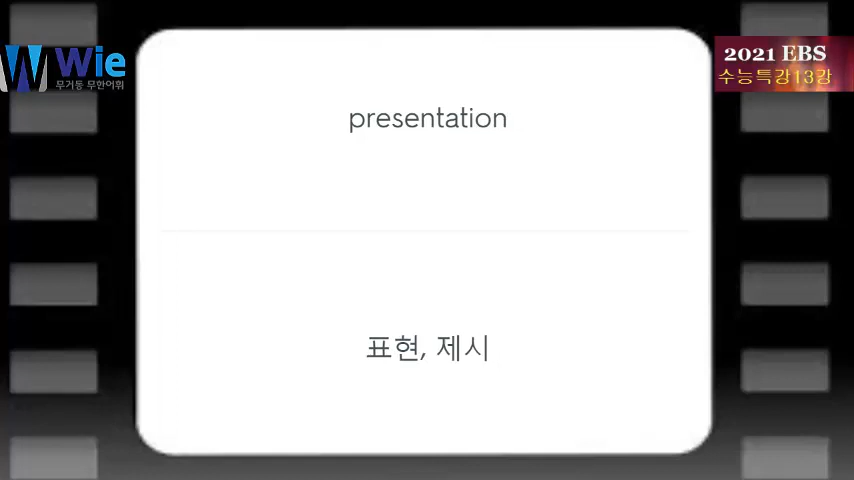 Wie
무거동 무한어휘
2021 EBS
수능특강13강
presentation
표현, 제시